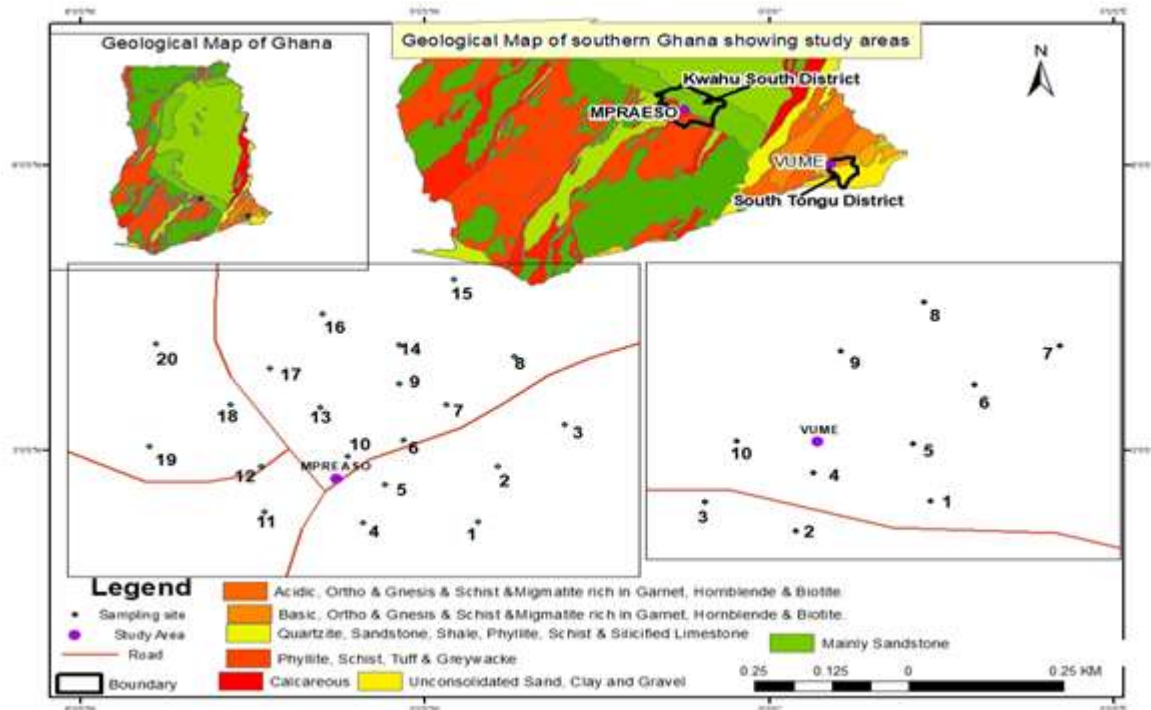 Geological Map of Ghana
Geological Map of southern Ghana showing study areas
N
Kwahu South District
MPRAESO
VUME
South Tongu District
15
16
14
20
17
9
8
18
13
7
3
19
12
10
6
MPREASO
2
5
11
4
1
8
7
9
6
VUME
10
5
4
3
1
2
Legend
Sampling site
Study Area
Road
Boundary
Acidic, Ortho & Gnesis & Schist &Migmatite rich in Garnet, Hornblende & Biotite.
Basic, Ortho & Gnesis & Schist &Migmatite rich in Garnet, Hornblende & Biotite.
Quartzite, Sandstone, Shale, Phyllite, Schist & Silicified Limestone
Mainly Sandstone
Phyllite, Schist, Tuff & Greywacke
Calcareous
Unconsolidated Sand, Clay and Gravel
0.25 0.125 0 0.25 KM